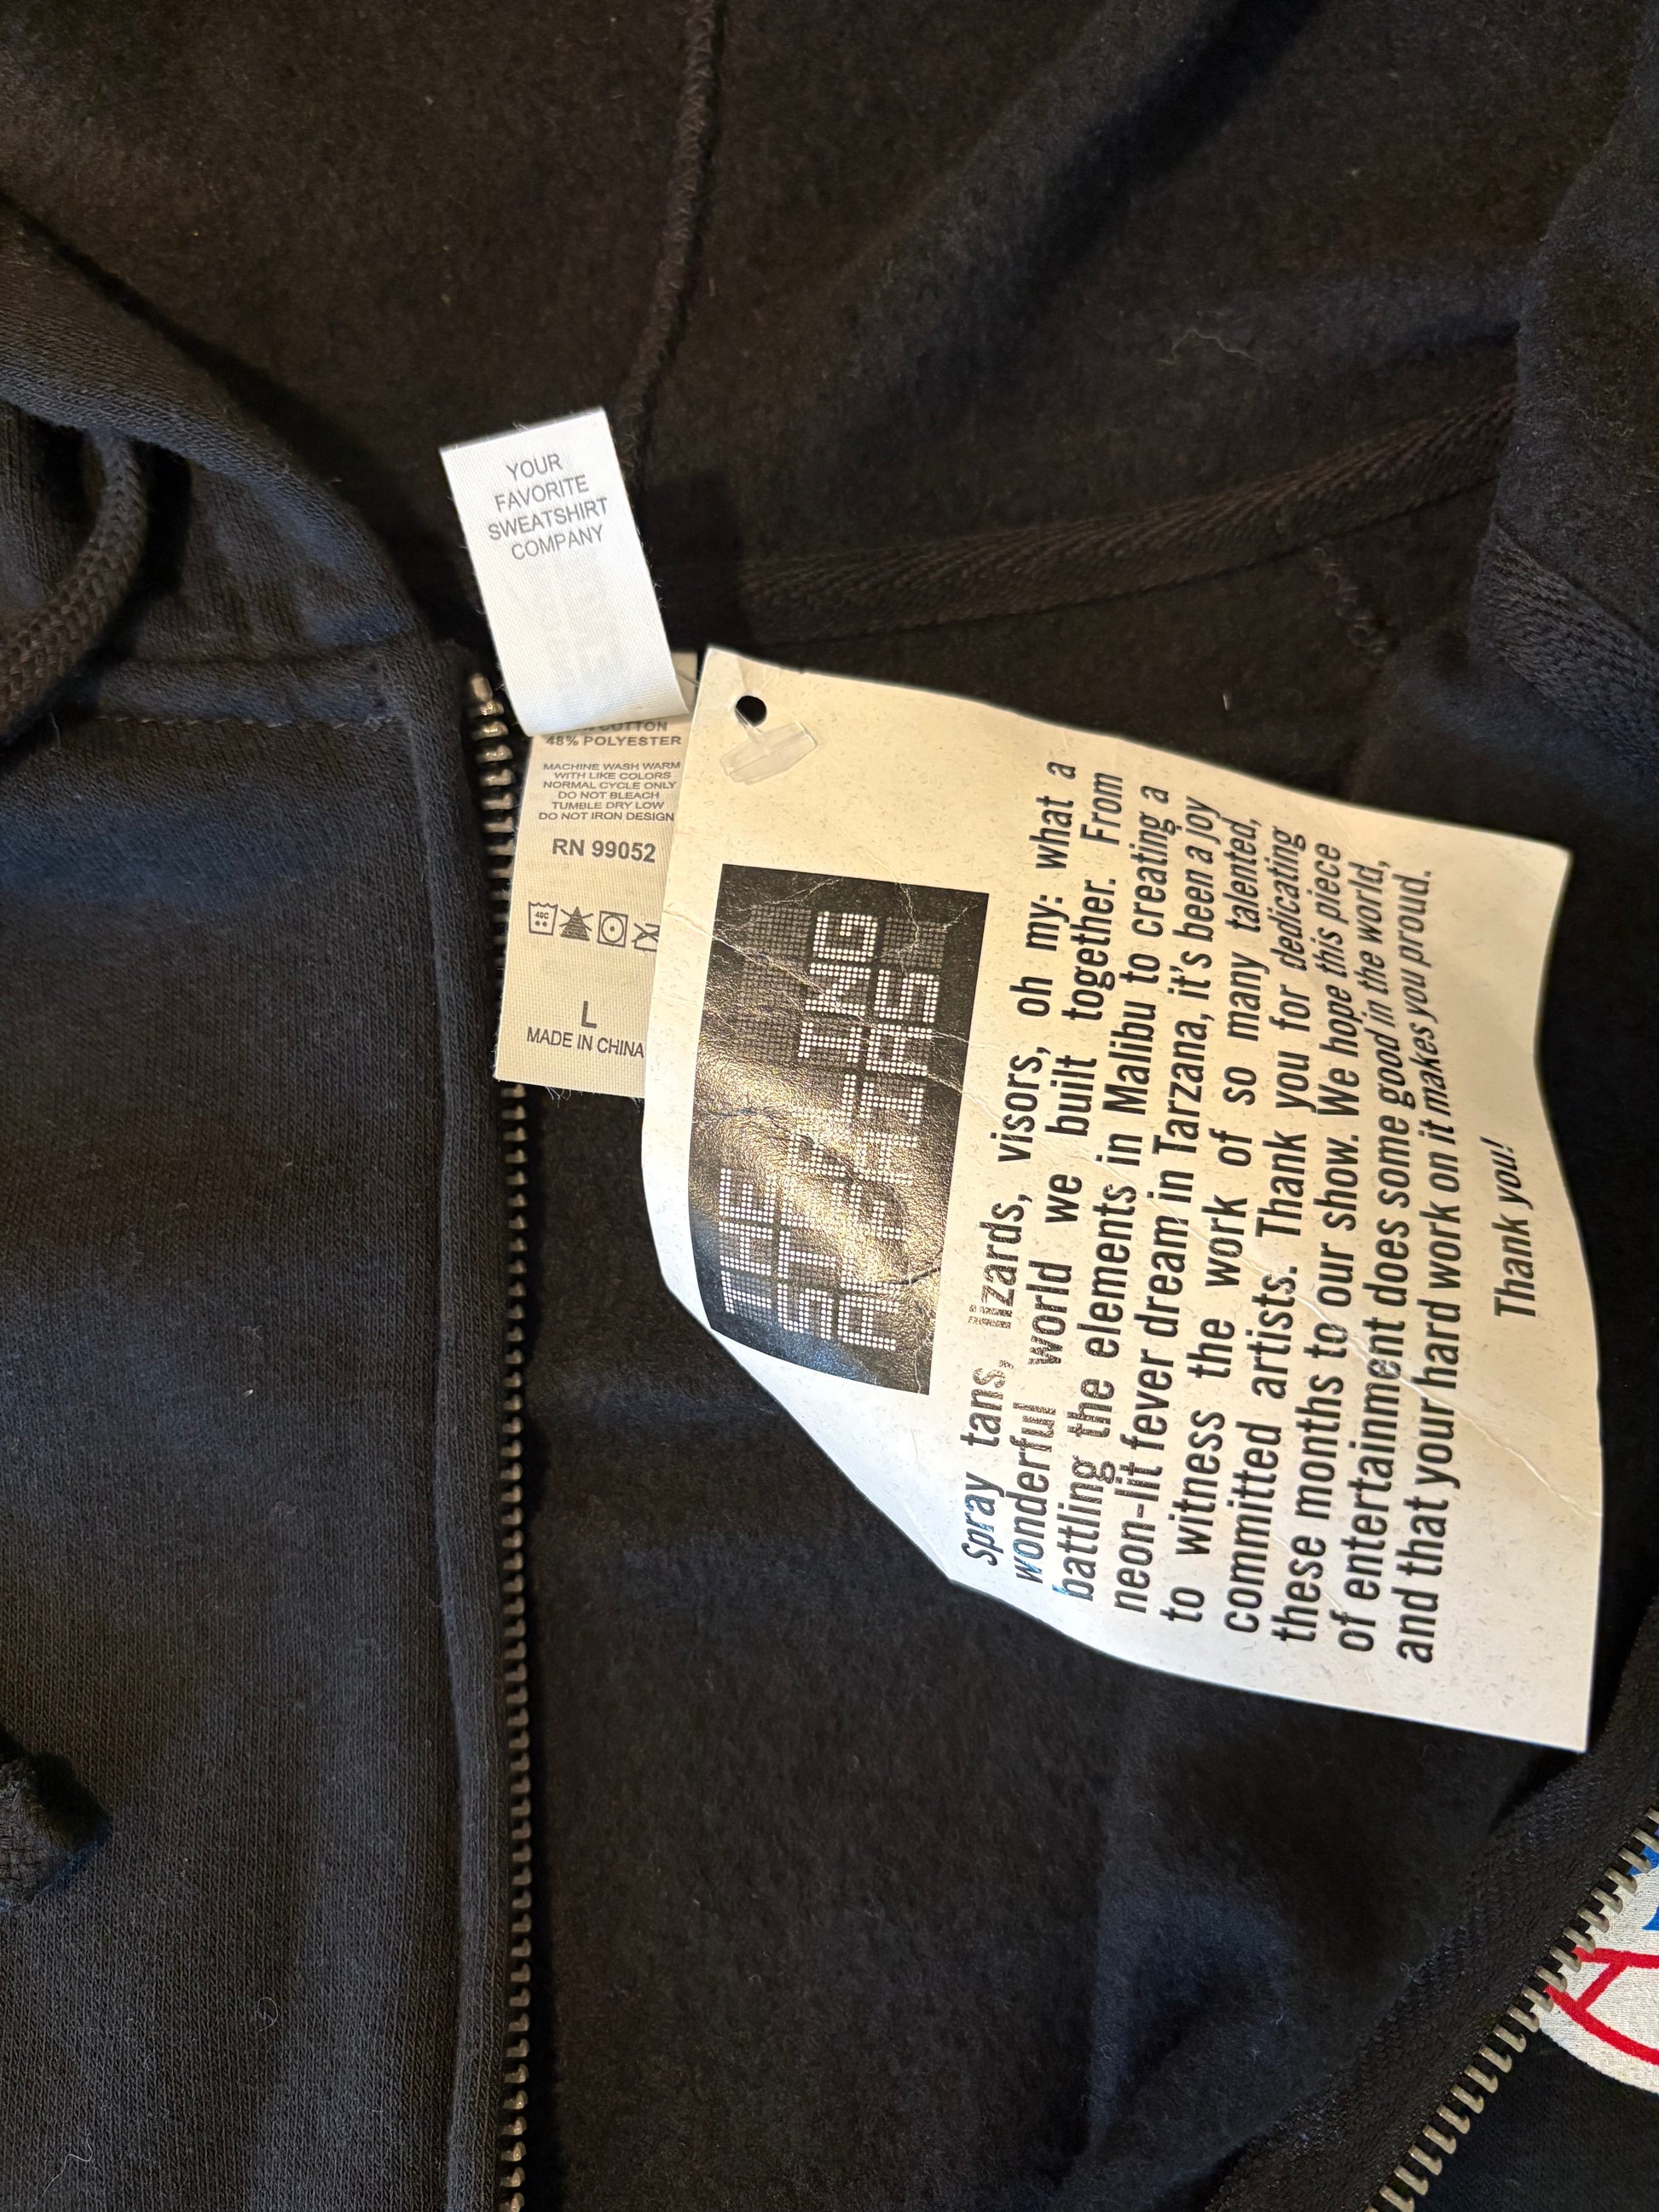 YOUR
FAVORITE
SWEATSHIRT
COMPANY
COTTON
48% POLYESTER
MACHINE WASH WARM
WITH LIKE COLORS
NORMAL CYCLE ONLY
DO NOT BLEACH
TUMBLE DRY LOW
DO NOT IRON DESIGN
RN 99052
40C
L
MADE IN CHINA
THE
STERLING
AFFAIRS
Spray tans, lizards, visors, oh my: what a
wonderful world we built together. From
battling the elements in Malibu to creating a
neon-lit fever dream in Tarzana, it's been a joy
to witness the work of so many talented,
committed artists. Thank you for dedicating
these months to our show. We hope this piece
of entertainment does some good in the world,
and that your hard work on it makes you proud.
Thank you!